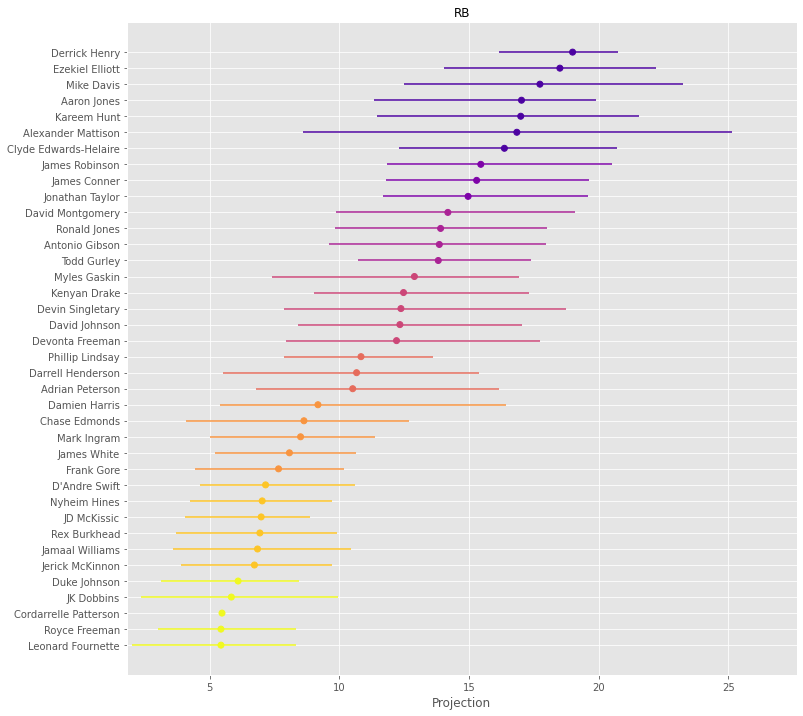 RB
Derrick Henry
Ezekiel Elliott
Mike Davis
Aaron Jones
Kareem Hunt
Alexander Mattison
Clyde Edwards-Helaire
James Robinson
James Conner
Jonathan Taylor
David Montgomery
Ronald Jones
Antonio Gibson
Todd Gurley
Myles Gaskin
Kenyan Drake
Devin Singletary
David Johnson
Devonta Freeman
Phillip Lindsay
Darrell Henderson
Adrian Peterson
Damien Harris
Chase Edmonds
Mark Ingram
James White
Frank Gore
D'Andre Swift
Nyheim Hines
JD McKissic
Rex Burkhead
Jamaal Williams
Jerick McKinnon
Duke Johnson
JK Dobbins
Cordarrelle Patterson
Royce Freeman
Leonard Fournette
5 10 15 20 25
Projection